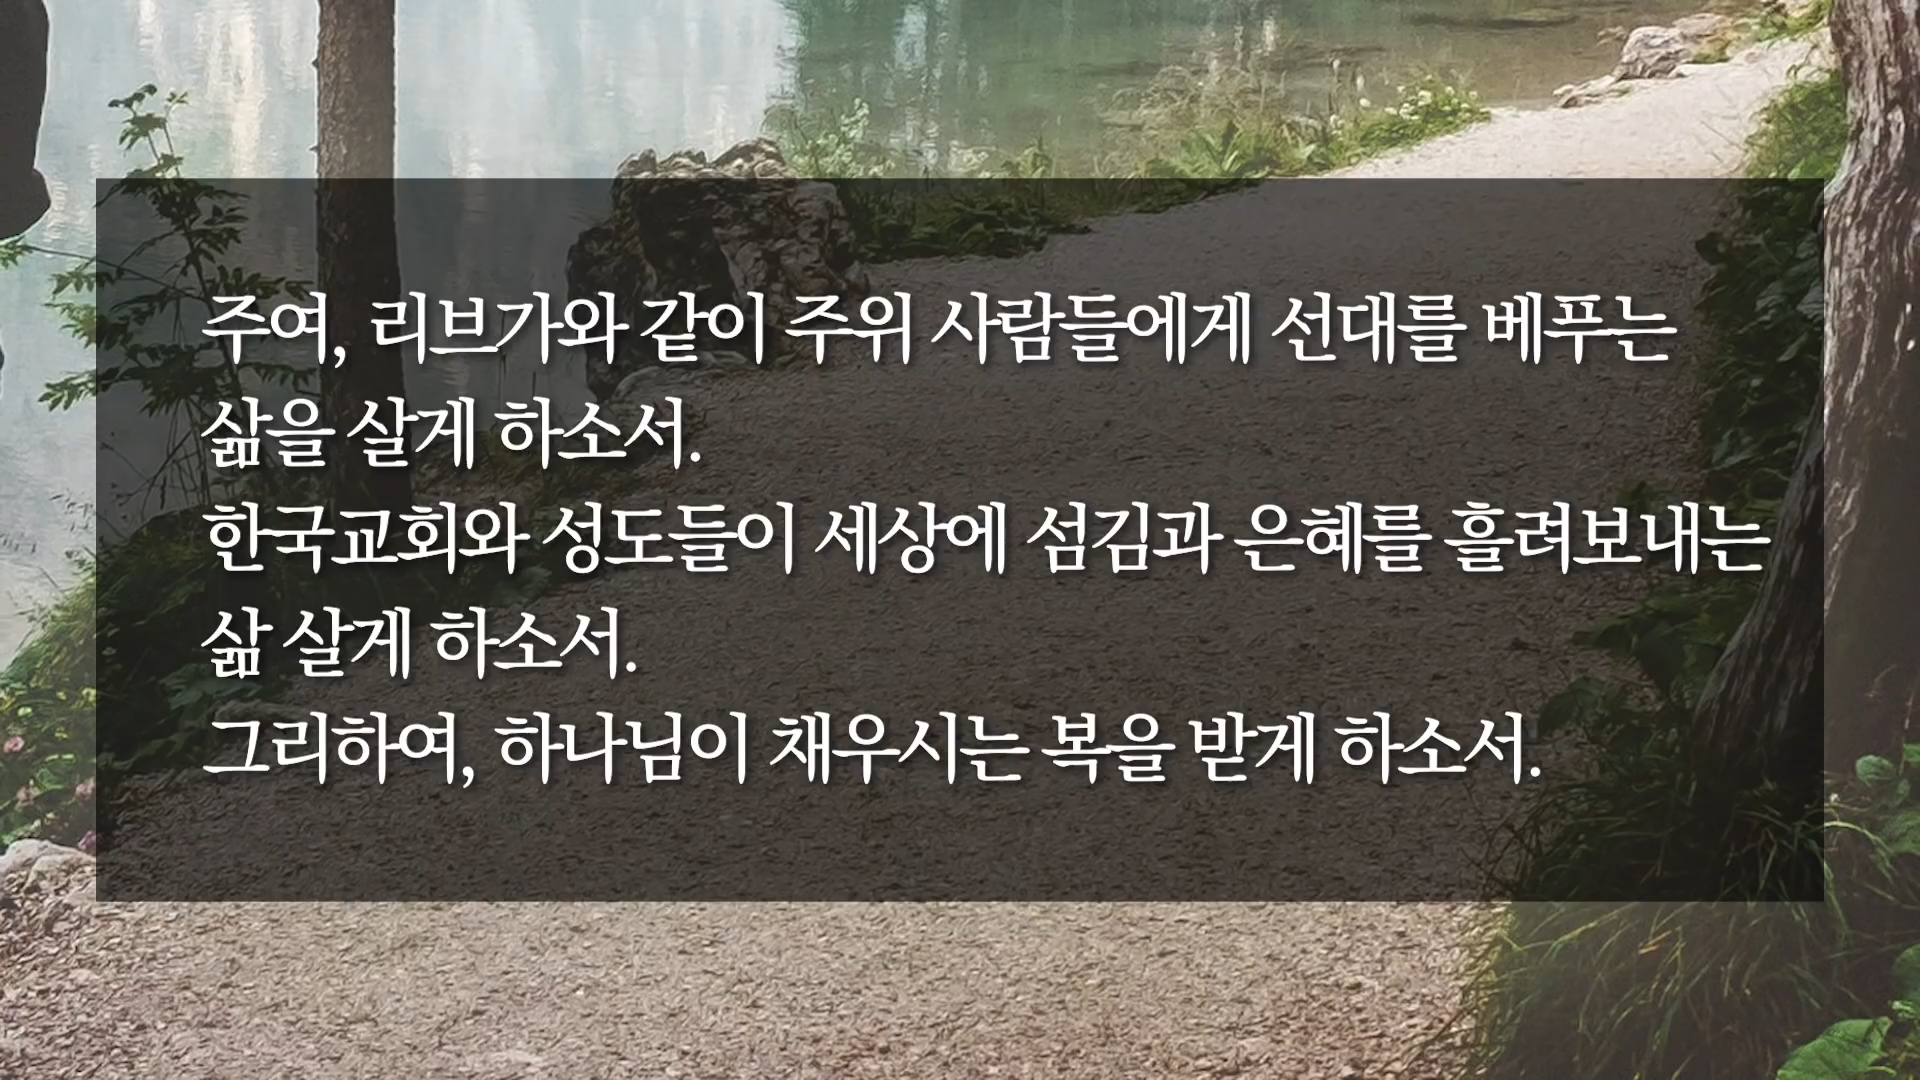 주여, 리브가와 같이 주위 사람들에게 선대를 베푸는
삶을 살게 하소서.
한국교회와 성도들이 세상에 섬김과 은혜를 흘려보내는
삶 살게 하소서.
그리하여, 하나님이 채우시는 복을 받게 하소서.